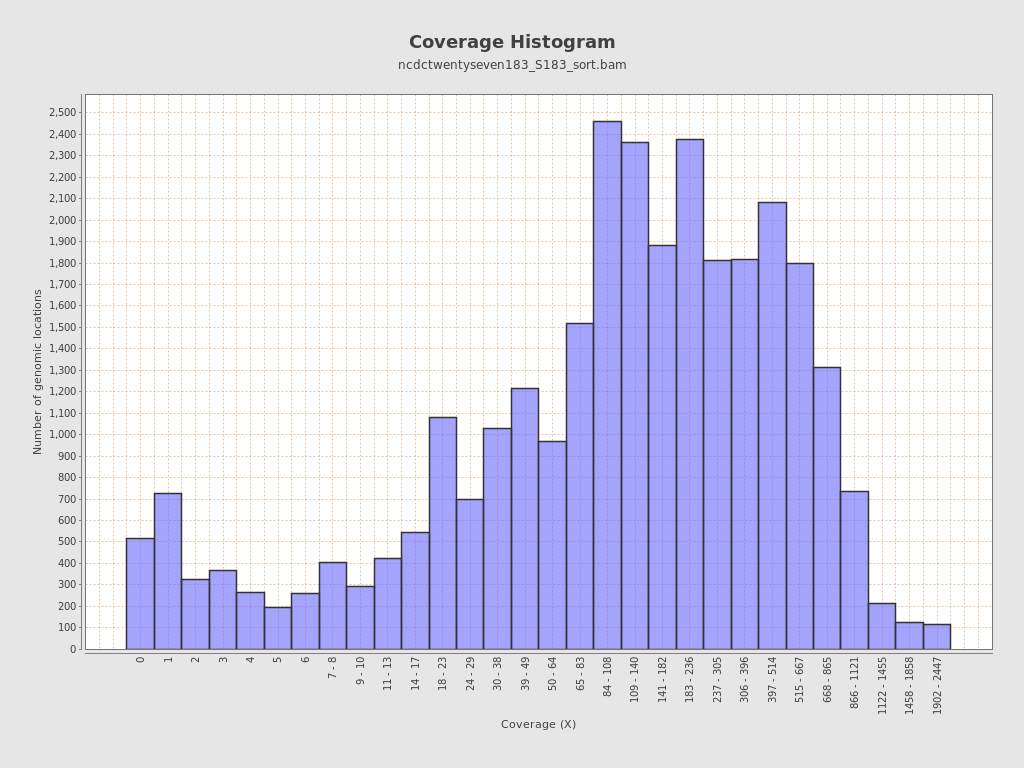 Coverage Histogram
ncdctwentyseven183_S183_sort.bam
Number of genomic locations
2,500
2,400
2,300
2,200
2,100
2,000
1,900
1,800
1,700
1,600
1,500
1,400
1,300
1,200
1,100
1,000
900
800
700
600
500
400
300
200
100
0
0
1
2
3
4
5
6
7 - 8
9 - 10
11 - 13
14 - 17
18 - 23
24 - 29
30 - 38
39 - 49
50 - 64
65 - 83
84 - 108
109 - 140
141 - 182
183 - 236
237 - 305
306 - 396
397 - 514
515 - 667
668 - 865
866 - 1121
1122 - 1455
1458 - 1858
1902 - 2447
Coverage (X)